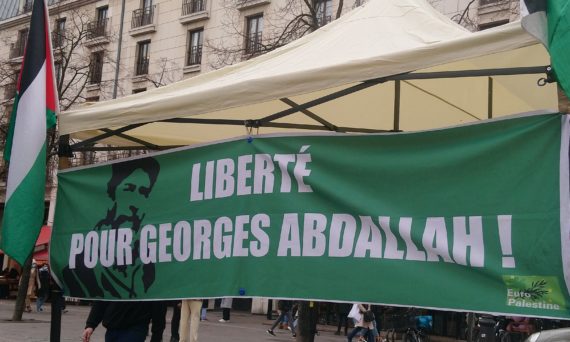 LIBERTÉ
POUR GEORGES ABDALLAH !
Euro
Palestine